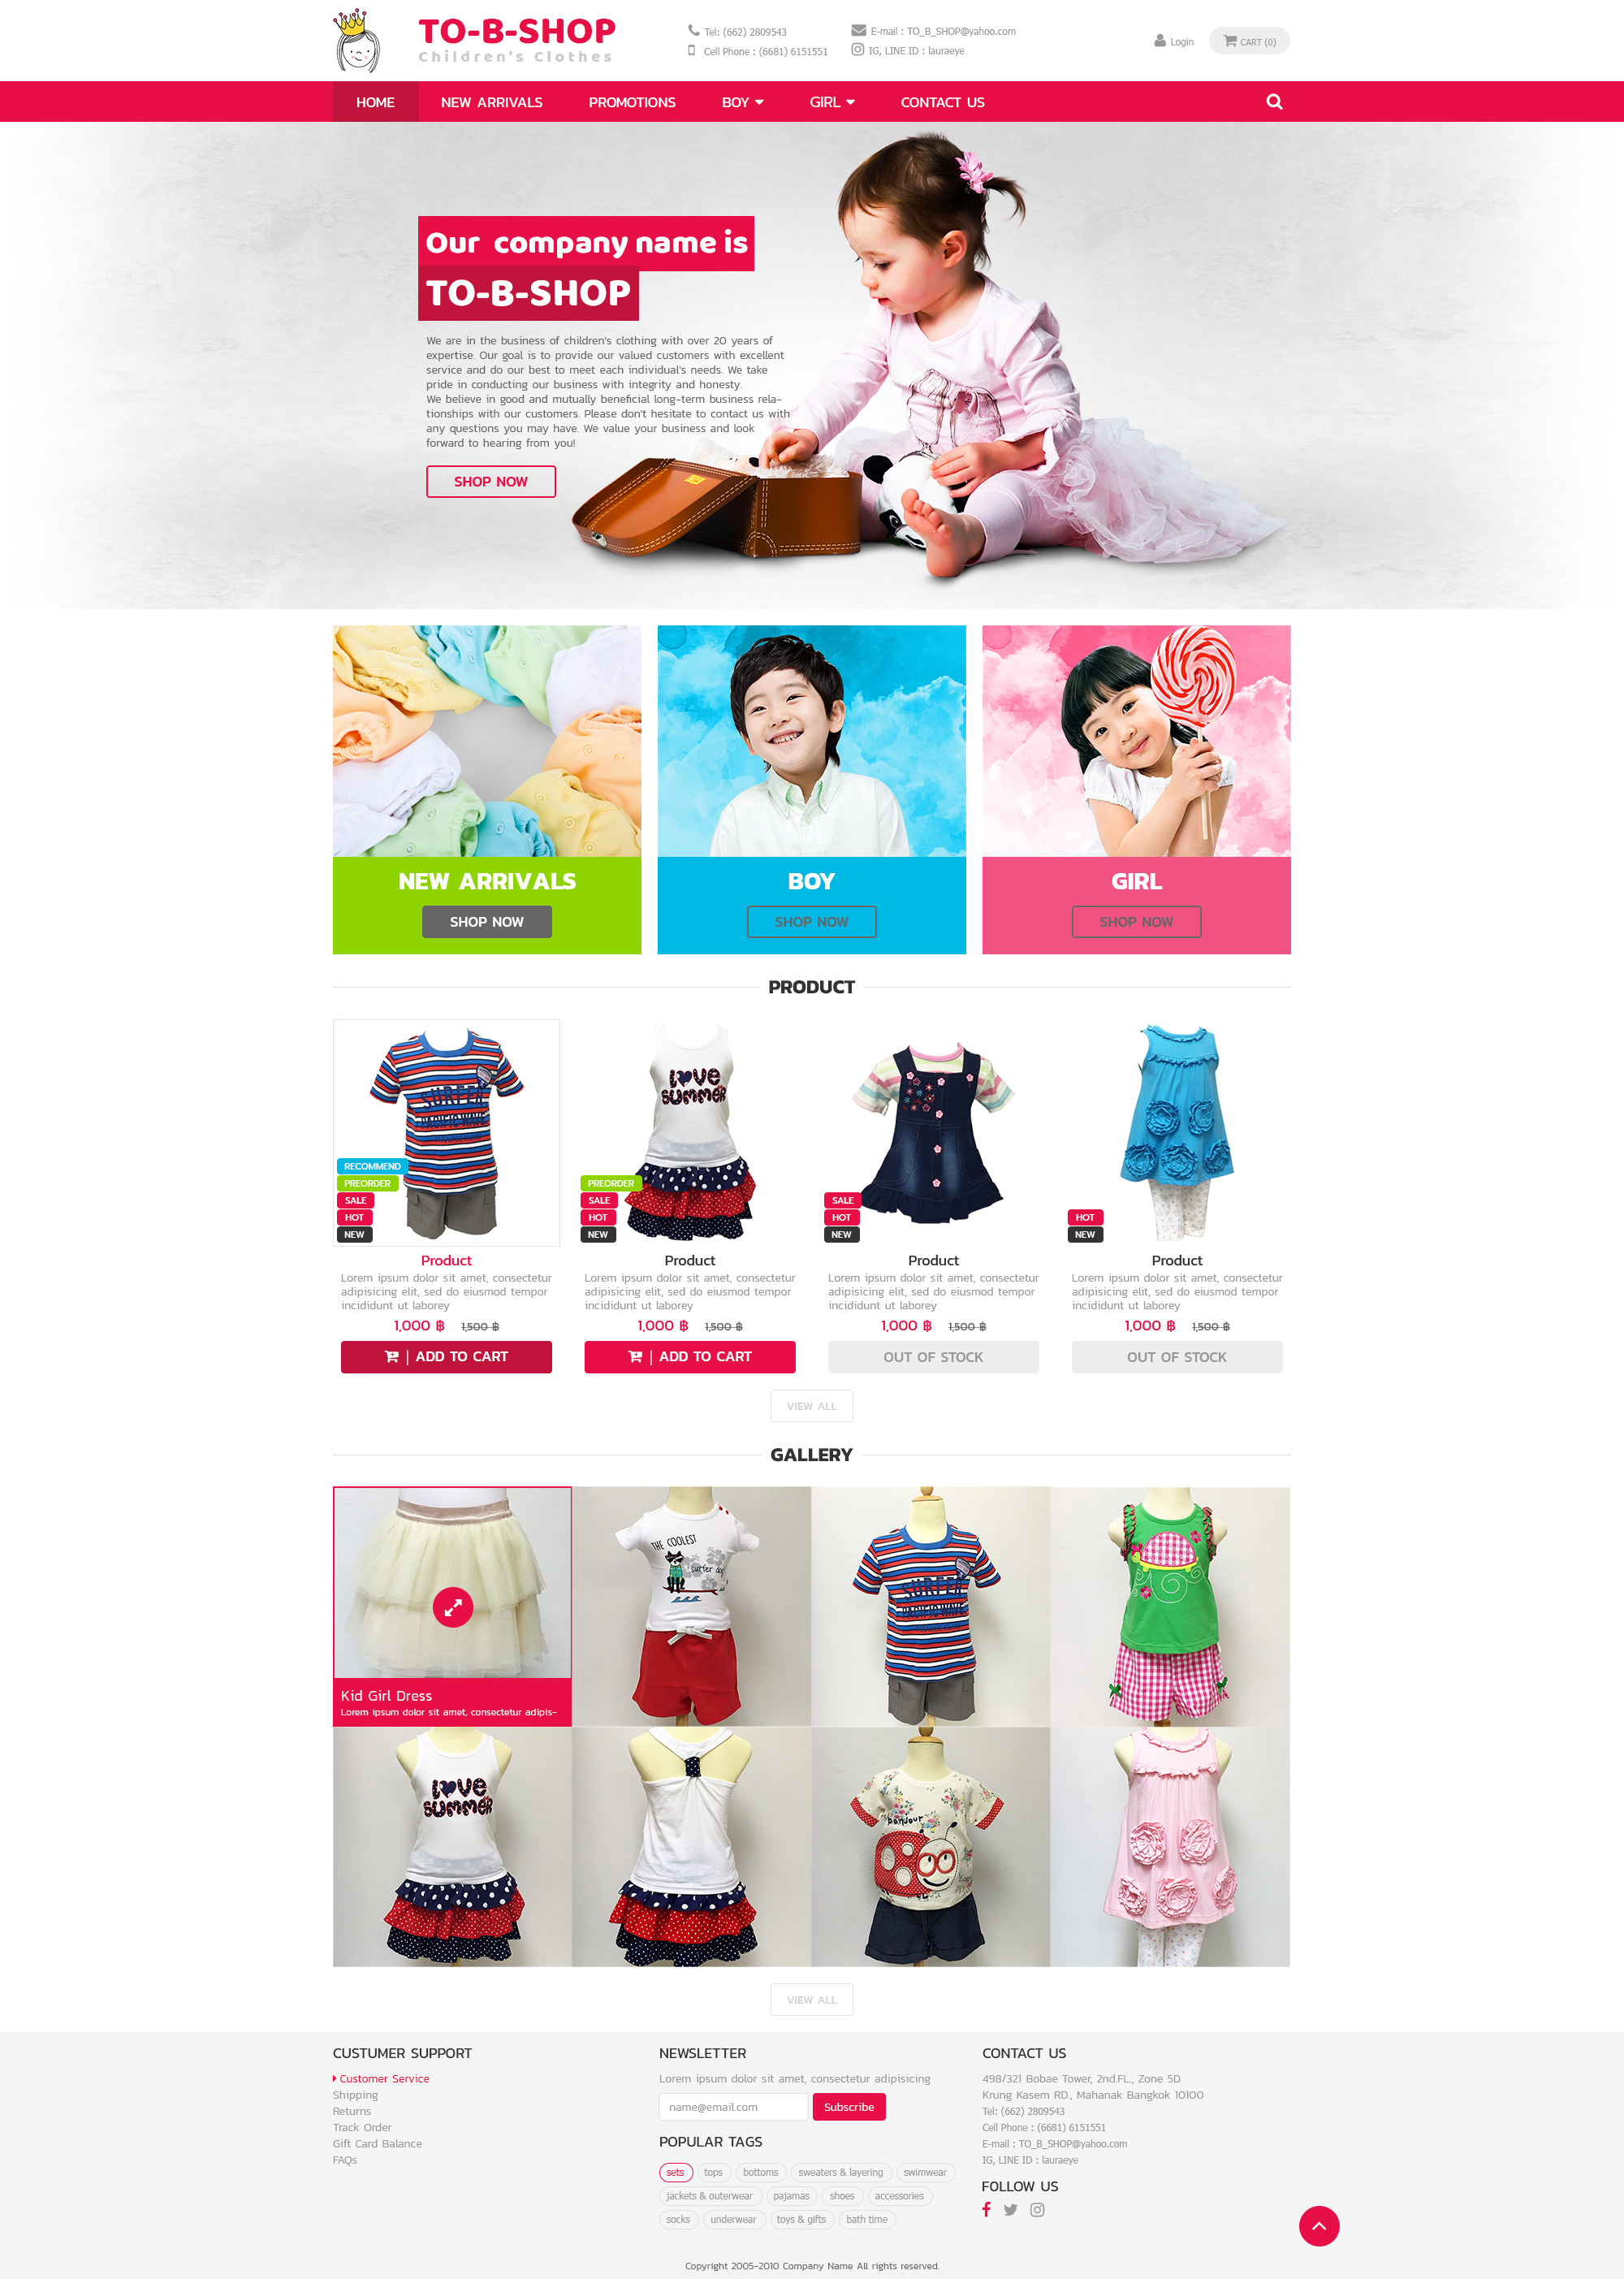 TO-B-SHOP
Children's Clothes
Tel: (662) 2809543
Cell Phone : (6681) 6151551
E-mail : TO_B_SHOP@yahoo.com
IG, LINE ID : lauraeye
Login
CART (0)
HOME NEW ARRIVALS PROMOTIONS BOY GIRL CONTACT US
Our company name is
TO-B-SHOP
We are in the business of children's clothing with over 20 years of
expertise. Our goal is to provide our valued customers with excellent
service and do our best to meet each individual's needs. We take
pride in conducting our business with integrity and honesty.
We believe in good and mutually beneficial long-term business rela-
tionships with our customers. Please don't hesitate to contact us with
any questions you may have. We value your business and look
forward to hearing from you!
SHOP NOW
NEW ARRIVALS
SHOP NOW
BOY
SHOP NOW
GIRL
SHOP NOW
PRODUCT
SURFER
PACIFIC WAVE
RECOMMEND
PREORDER
SALE
HOT
NEW
Product
Lorem ipsum dolor sit amet, consectetur
adipisicing elit, sed do eiusmod tempor
incididunt ut laborey
1,000 ฿ 1,500 ฿
| ADD TO CART
LOVE
SUMMER
PREORDER
SALE
HOT
NEW
Product
Lorem ipsum dolor sit amet, consectetur
adipisicing elit, sed do eiusmod tempor
incididunt ut laborey
1,000 ฿ 1,500 ฿
| ADD TO CART
SALE
HOT
NEW
Product
Lorem ipsum dolor sit amet, consectetur
adipisicing elit, sed do eiusmod tempor
incididunt ut laborey
1,000 ฿ 1,500 ฿
OUT OF STOCK
HOT
NEW
Product
Lorem ipsum dolor sit amet, consectetur
adipisicing elit, sed do eiusmod tempor
incididunt ut laborey
1,000 ฿ 1,500 ฿
OUT OF STOCK
VIEW ALL
GALLERY
Kid Girl Dress
Lorem ipsum dolor sit amet, consectetur adipis-
THE COOLEST
surfer dog
SURFER
PACIFIC WAVE
LOVE
SUMMER
bonjour
VIEW ALL
CUSTUMER SUPPORT
Customer Service
Shipping
Returns
Track Order
Gift Card Balance
FAQs
NEWSLETTER
Lorem ipsum dolor sit amet, consectetur adipisicing
name@email.com
Subscribe
POPULAR TAGS
sets tops bottoms sweaters & layering swimwear
jackets & outerwear pajamas shoes accessories
socks underwear toys & gifts bath time
CONTACT US
498/321 Bobae Tower, 2nd.FL., Zone 5D
Krung Kasem RD., Mahanak Bangkok 10100
Tel: (662) 2809543
Cell Phone : (6681) 6151551
E-mail : TO_B_SHOP@yahoo.com
IG, LINE ID : lauraeye
FOLLOW US
Copyright 2005-2010 Company Name All rights reserved.